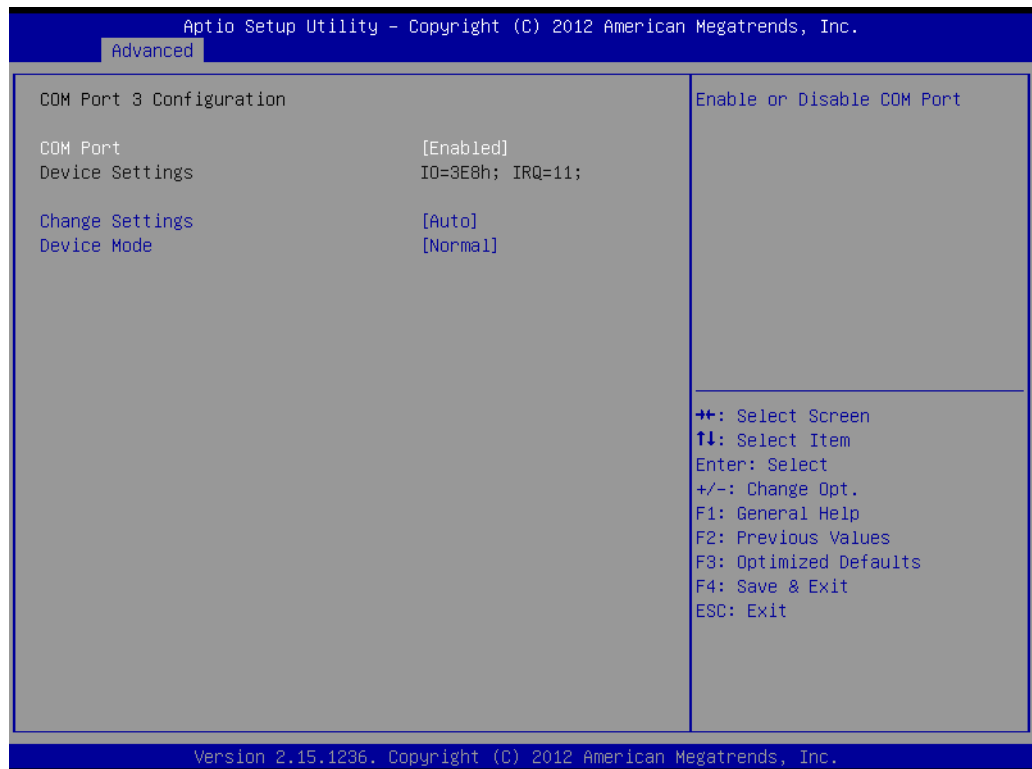 Aptio Setup Utility – Copyright (C) 2012 American Megatrends, Inc.
Advanced
COM Port 3 Configuration
COM Port [Enabled]
Device Settings IO=3E8h; IRQ=11;
Change Settings [Auto]
Device Mode [Normal]
Enable or Disable COM Port
→←: Select Screen
↑↓: Select Item
Enter: Select
+/-: Change Opt.
F1: General Help
F2: Previous Values
F3: Optimized Defaults
F4: Save & Exit
ESC: Exit
Version 2.15.1236. Copyright (C) 2012 American Megatrends, Inc.